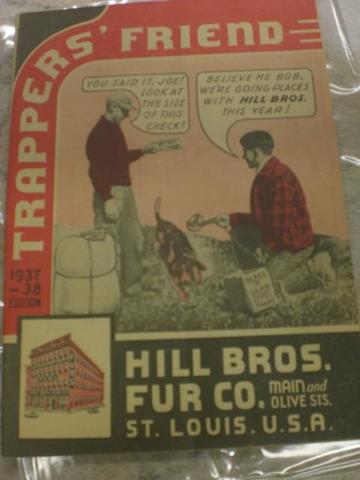 TRAPPERS' FRIEND
YOU SAID IT, JOE!
LOOK AT
THE SIZE
OF THIS
CHECK!
BELIEVE ME BOB,
WE'RE GOING PLACES
WITH HILL BROS.
THIS YEAR!
1937
-38
EDITION
HILL BROS.
FUR CO. MAIN and
OLIVE STS.
ST. LOUIS. U.S.A.